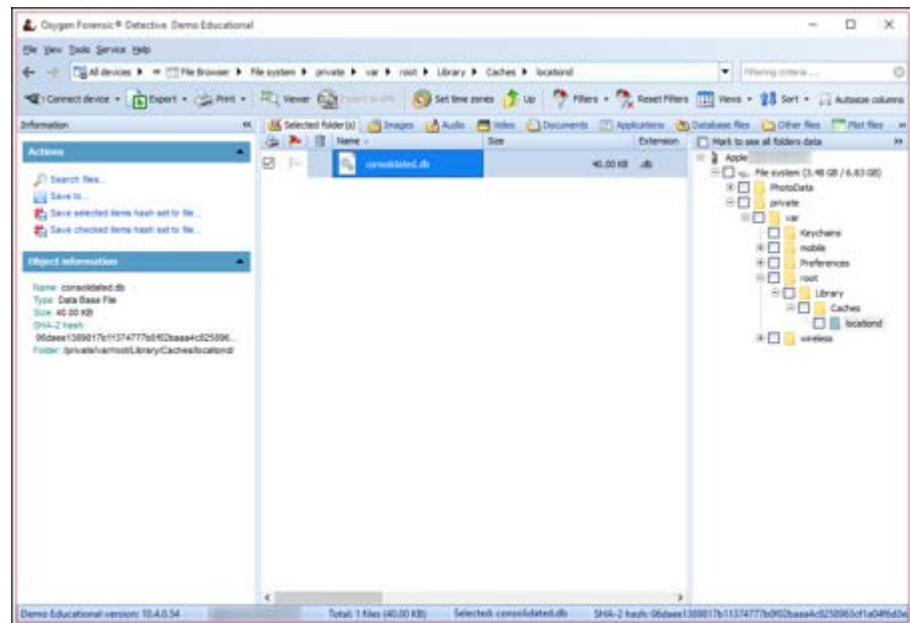 Oxygen Forensic® Detective Demo Educational
File View Tools Service Help
All devices File Browser File system private var root Library Caches locationd
Connect device Export Print Viewer Set time zones Up Filters Reset Filters Views Sort Autosize columns
Information Selected folder(s) Images Audio Video Documents Applications Database files Other files Plist files
Name Size Extension Mark to see all folders data
Actions
consolidated.db 40.00 KB .db
Search files...
Save to...
Save selected items hash set to file...
Save checked items hash set to file...
Object information
Name: consolidated.db
Type: Data Base File
Size: 40.00 KB
SHA-2 hash:
Folder: /private/var/root/Library/Caches/locationd/
Apple
File system (3.48 GB / 6.83 GB)
PhotoData
private
var
Keychains
mobile
Preferences
root
Library
Caches
locationd
wireless
Demo Educational version: 10.4.0.54 Total: 1 files (40.00 KB) Selected: consolidated.db SHA-2 hash: